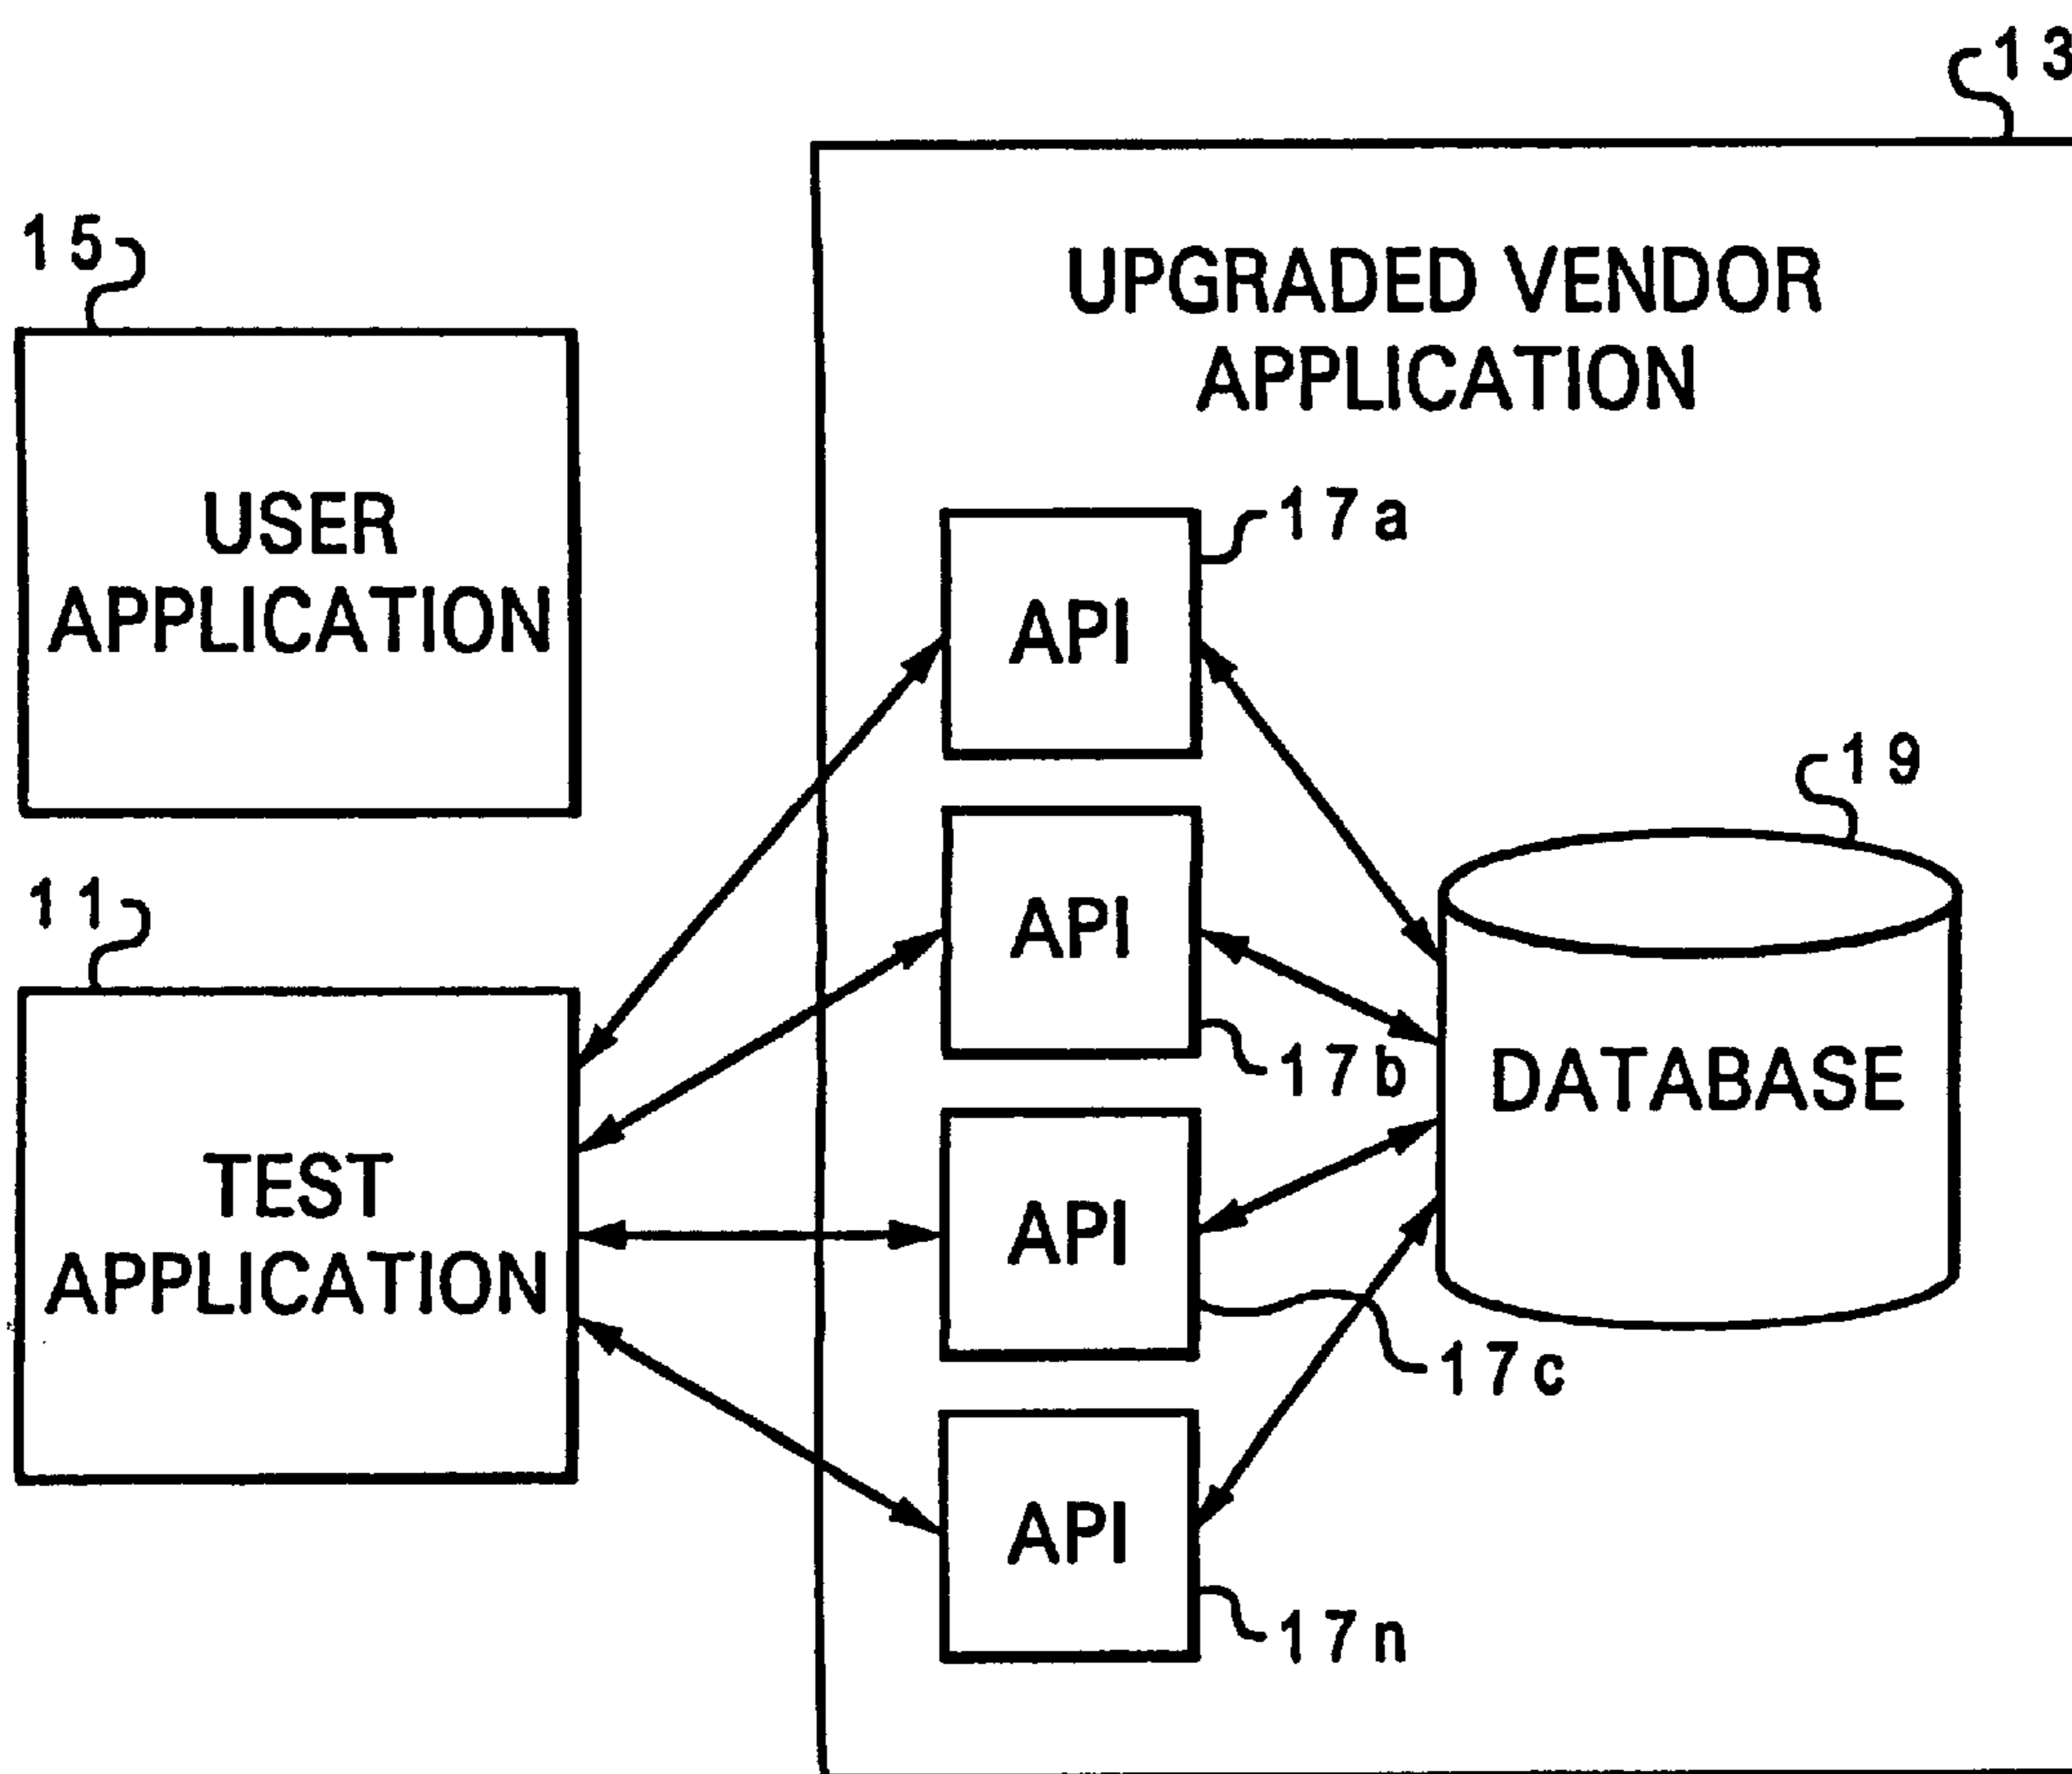 13
15
UPGRADED VENDOR
APPLICATION
USER
APPLICATION
17a
API
19
11
API
17b
DATABASE
TEST
APPLICATION
API
17c
API
17n